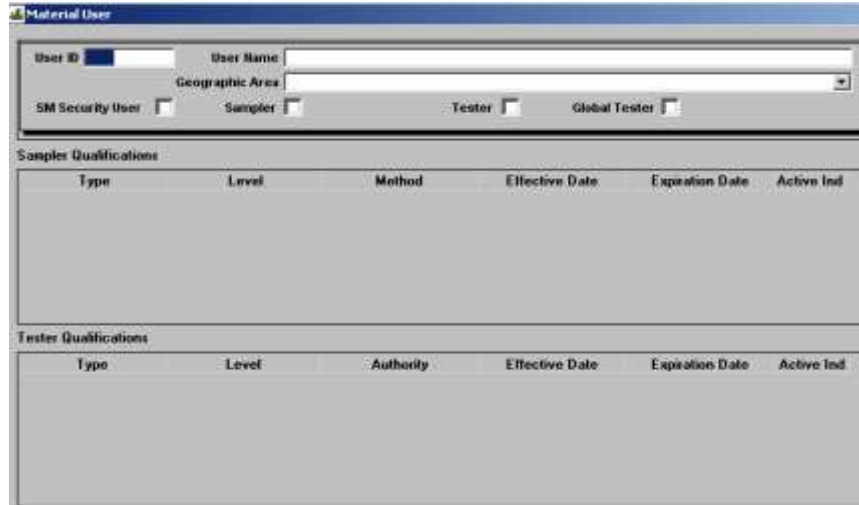 Material User
User ID User Name
Geographic Area
SM Security User Sampler Tester Global Tester
Sampler Qualifications
Type Level Method Effective Date Expiration Date Active Ind
Tester Qualifications
Type Level Authority Effective Date Expiration Date Active Ind